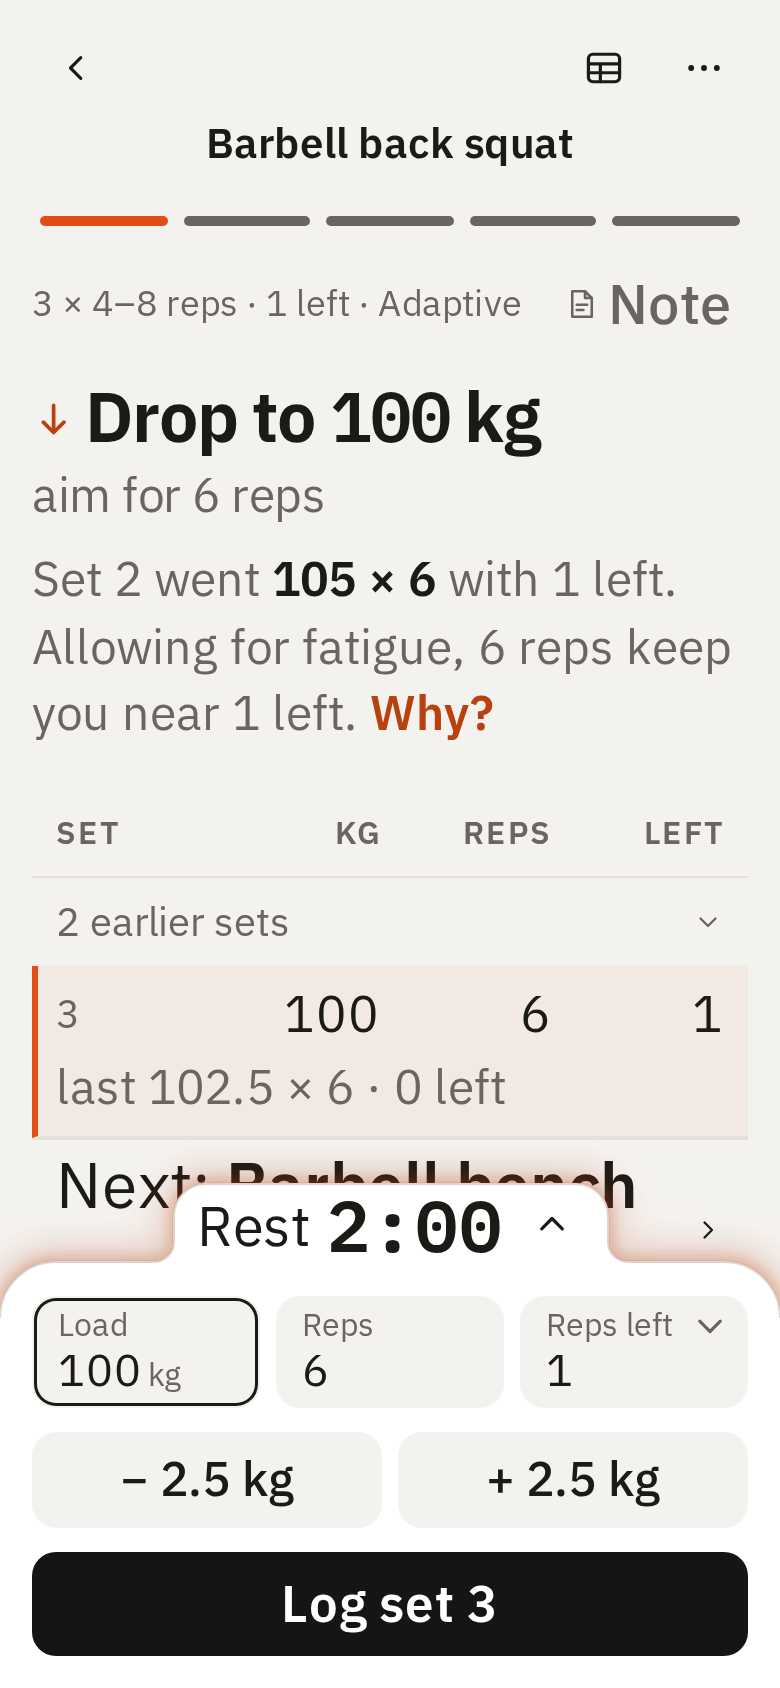 Barbell back squat
3 × 4–8 reps · 1 left · Adaptive
Note
Drop to 100 kg
aim for 6 reps
Set 2 went 105 × 6 with 1 left.
Allowing for fatigue, 6 reps keep
you near 1 left. Why?
SET KG REPS LEFT
2 earlier sets
3 100 6 1
last 102.5 × 6 · 0 left
Next: Barbell bench
Rest 2:00
Load Reps Reps left
100 kg 6 1
− 2.5 kg + 2.5 kg
Log set 3